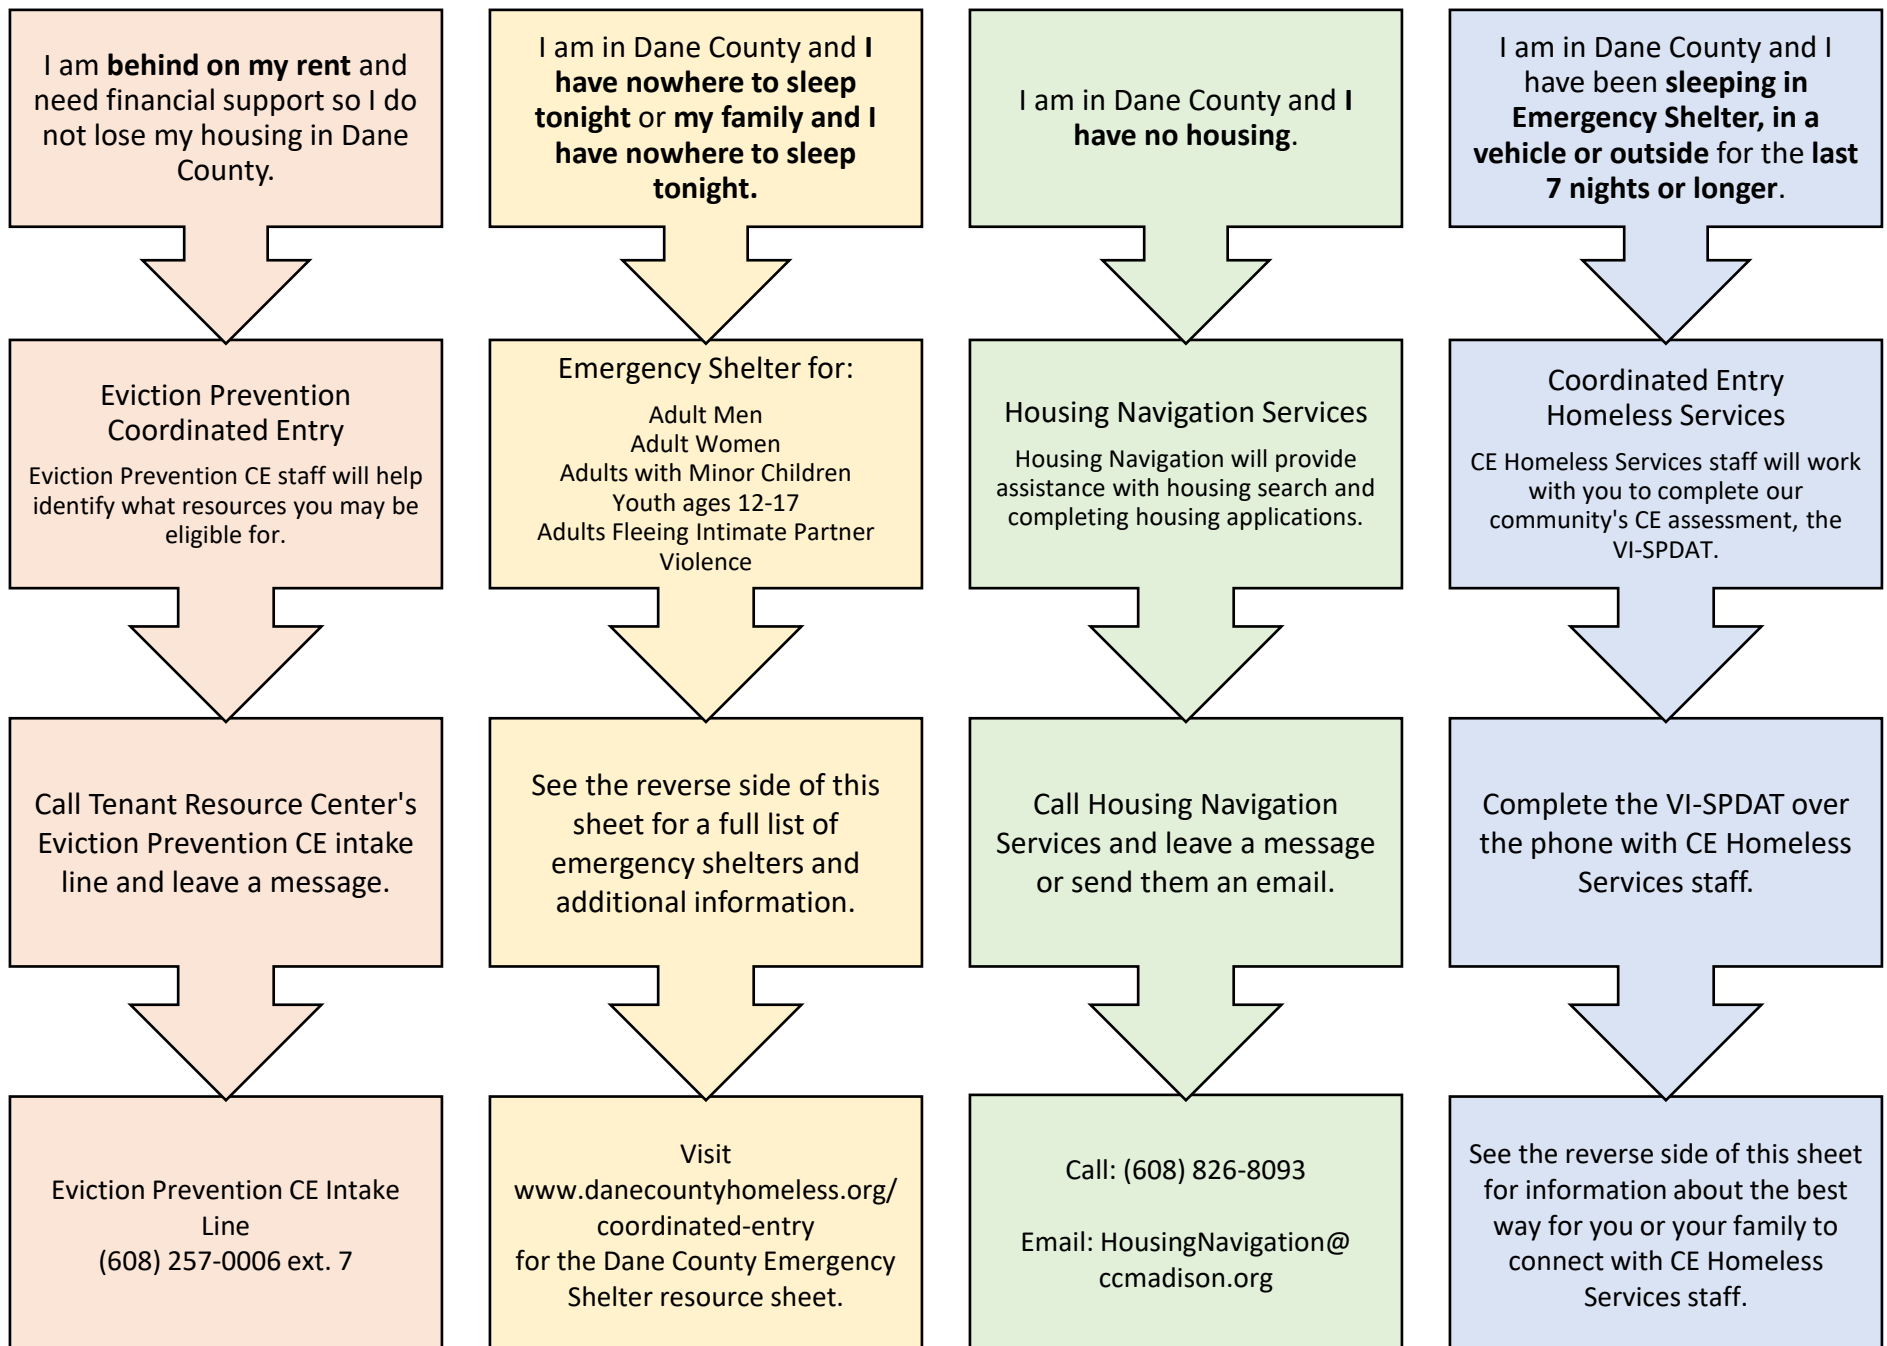 I am behind on my rent and
need financial support so I do
not lose my housing in Dane
County.
Eviction Prevention
Coordinated Entry
Eviction Prevention CE staff will help
identify what resources you may be
eligible for.
Call Tenant Resource Center's
Eviction Prevention CE intake
line and leave a message.
Eviction Prevention CE Intake
Line
(608) 257-0006 ext. 7
I am in Dane County and I
have nowhere to sleep
tonight or my family and I
have nowhere to sleep
tonight.
Emergency Shelter for:
Adult Men
Adult Women
Adults with Minor Children
Youth ages 12-17
Adults Fleeing Intimate Partner
Violence
See the reverse side of this
sheet for a full list of
emergency shelters and
additional information.
Visit
www.danecountyhomeless.org/
coordinated-entry
for the Dane County Emergency
Shelter resource sheet.
I am in Dane County and I
have no housing.
Housing Navigation Services
Housing Navigation will provide
assistance with housing search and
completing housing applications.
Call Housing Navigation
Services and leave a message
or send them an email.
Call: (608) 826-8093
Email: HousingNavigation@
ccmadison.org
I am in Dane County and I
have been sleeping in
Emergency Shelter, in a
vehicle or outside for the last
7 nights or longer.
Coordinated Entry
Homeless Services
CE Homeless Services staff will work
with you to complete our
community's CE assessment, the
VI-SPDAT.
Complete the VI-SPDAT over
the phone with CE Homeless
Services staff.
See the reverse side of this sheet
for information about the best
way for you or your family to
connect with CE Homeless
Services staff.